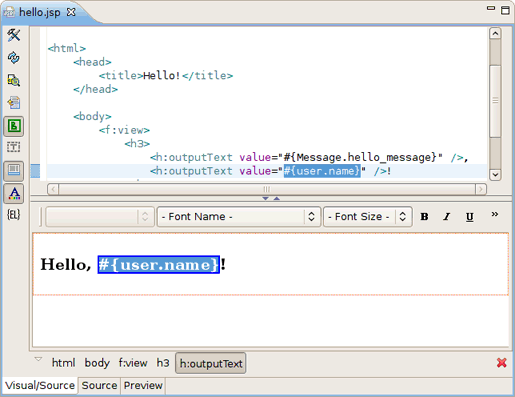 hello.jsp
<html>
<head>
<title>Hello!</title>
</head>
<body>
<f:view>
<h3>
<h:outputText value="#{Message.hello_message}" />,
<h:outputText value="#{user.name}" />!
- Font Name - - Font Size - B I U »
Hello, #{user.name}!
html body f:view h3 h:outputText
{EL}
Visual/Source Source Preview